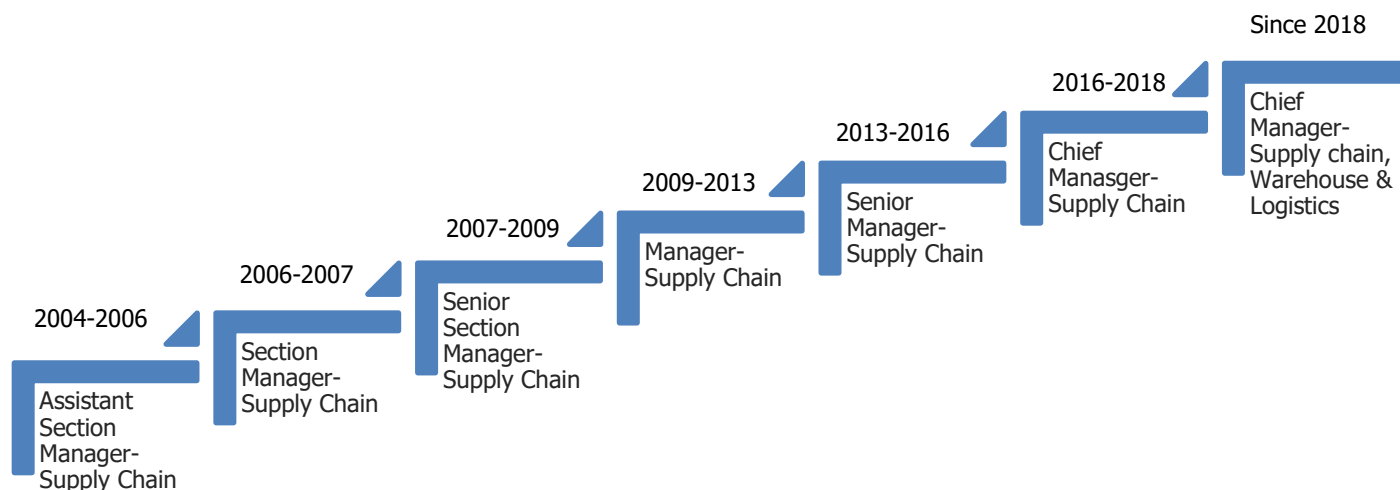 2004-2006
Assistant
Section
Manager-
Supply Chain
2006-2007
Section
Manager-
Supply Chain
2007-2009
Senior
Section
Manager-
Supply Chain
2009-2013
Manager-
Supply Chain
2013-2016
Senior
Manager-
Supply Chain
2016-2018
Chief
Manasger-
Supply Chain
Since 2018
Chief
Manager-
Supply chain,
Warehouse &
Logistics